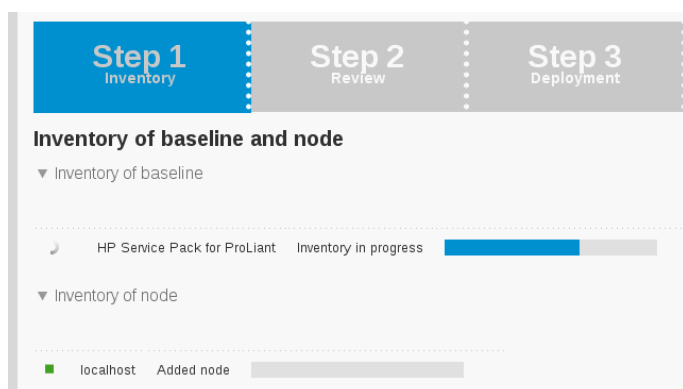 Step 1
Inventory
Step 2
Review
Step 3
Deployment
Inventory of baseline and node
Inventory of baseline
HP Service Pack for ProLiant Inventory in progress
Inventory of node
localhost Added node